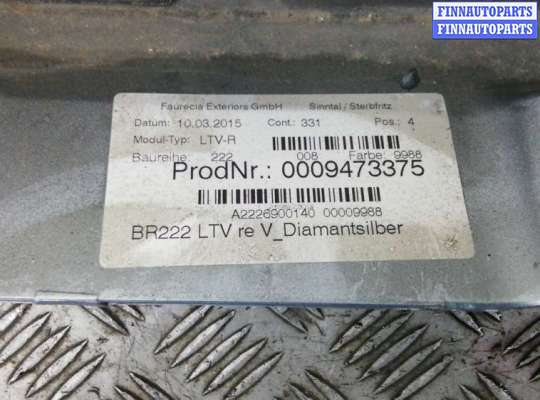 FINNAUTOPARTS
FINNAUTOPARTS
FINNAUTOPARTS
Faurecia Exteriors GmbH Sinntal / Sterbfritz
Datum: 10.03.2015 Cont.: 331 Pos.: 4
Modul-Typ: LTV-R
Baureihe: 222 008 Farbe: 9988
ProdNr.: 0009473375
A2226900140 00009988
BR222 LTV re V_Diamantsilber